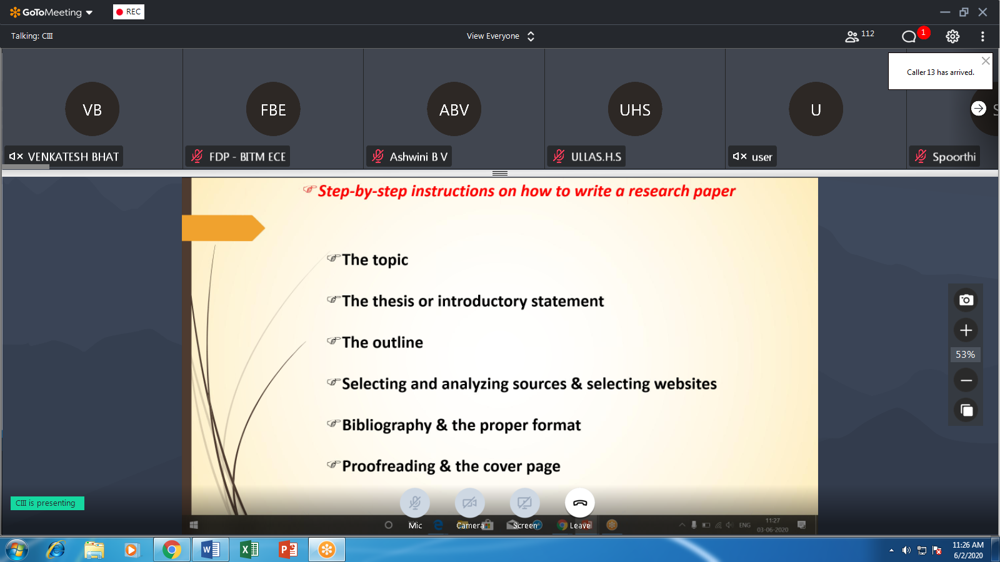 GoToMeeting
REC
Talking: CIII
View Everyone
112
1
Caller 13 has arrived.
VB
FBE
ABV
UHS
U
S
VENKATESH BHAT
FDP - BITM ECE
Ashwini B V
ULLAS.H.S
user
Spoorthi
Step-by-step instructions on how to write a research paper
The topic
The thesis or introductory statement
The outline
Selecting and analyzing sources & selecting websites
Bibliography & the proper format
Proofreading & the cover page
53%
CIII is presenting
Mic
Camera
Screen
Leave
ENG
11:27
03-06-2020
11:26 AM
6/2/2020